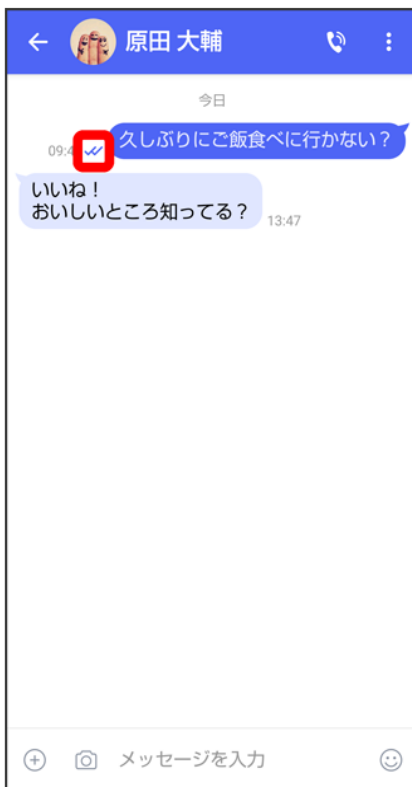 原田 大輔
今日
久しぶりにご飯食べに行かない？
いいね！
おいしいところ知ってる？
13:47
メッセージを入力